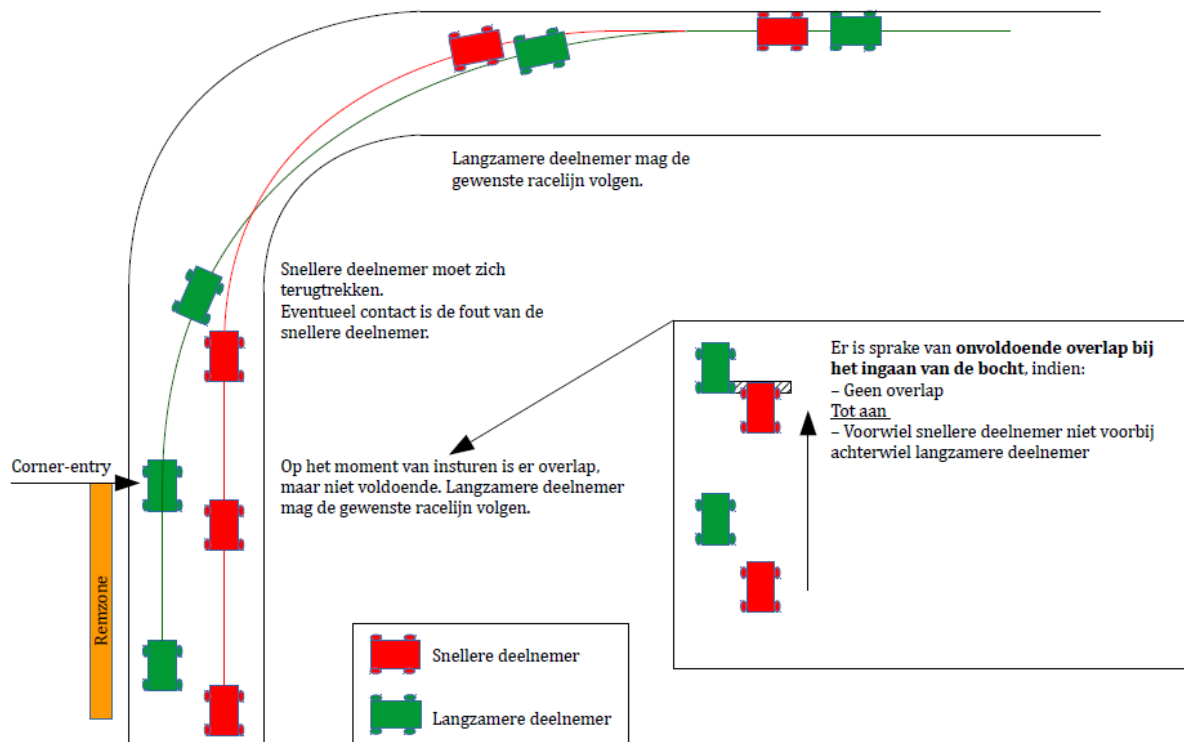 Langzamere deelnemer mag de
gewenste racelijn volgen.
Snellere deelnemer moet zich
terugtrekken.
Eventueel contact is de fout van de
snellere deelnemer.
Er is sprake van onvoldoende overlap bij
het ingaan van de bocht, indien:
– Geen overlap
Tot aan
– Voorwiel snellere deelnemer niet voorbij
achterwiel langzamere deelnemer
Corner-entry
Op het moment van insturen is er overlap,
maar niet voldoende. Langzamere deelnemer
mag de gewenste racelijn volgen.
Remzone
Snellere deelnemer
Langzamere deelnemer